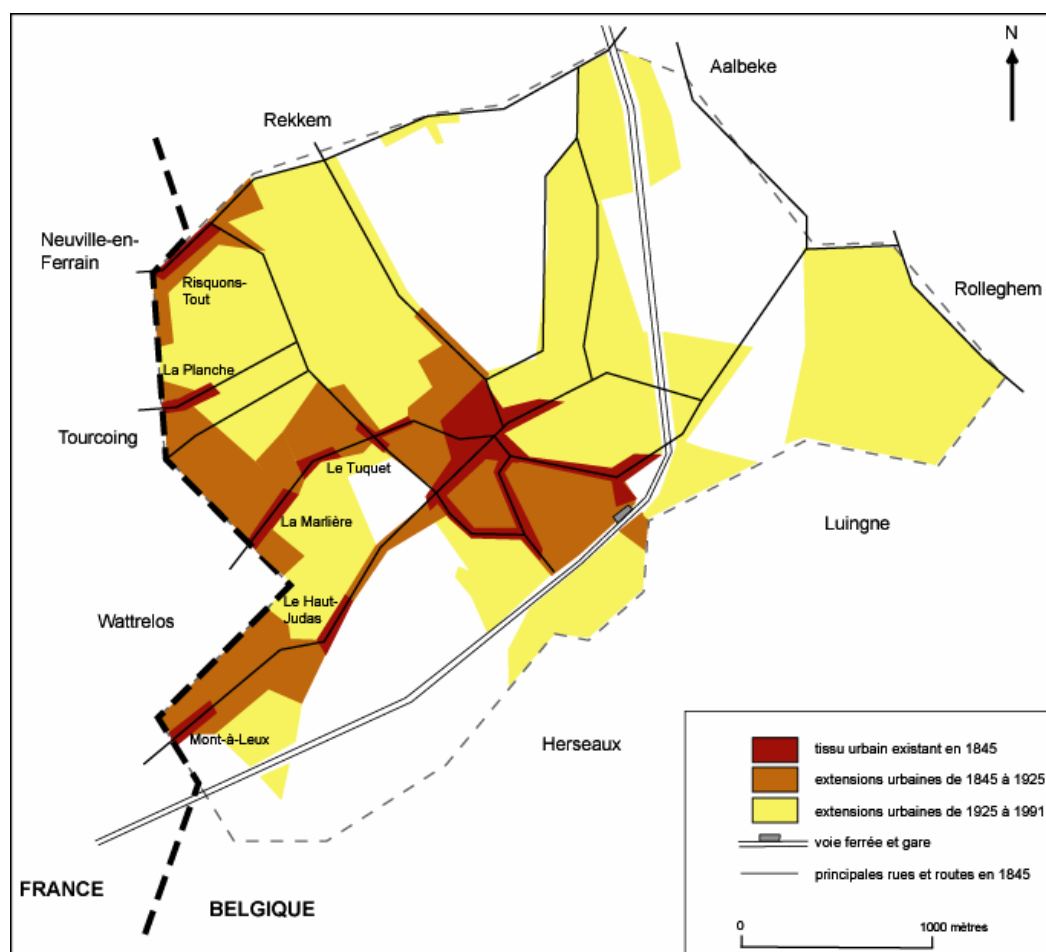 N
Aalbeke
Rekkem
Neuville-en-
Ferrain
Risquons-
Tout
Rolleghem
La Planche
Tourcoing
Le Tuquet
La Marlière
Luingne
Wattrelos
Le Haut-
Judas
Mont-à-Leux
Herseaux
FRANCE
BELGIQUE
tissu urbain existant en 1845
extensions urbaines de 1845 à 1925
extensions urbaines de 1925 à 1991
voie ferrée et gare
principales rues et routes en 1845
0 1000 mètres